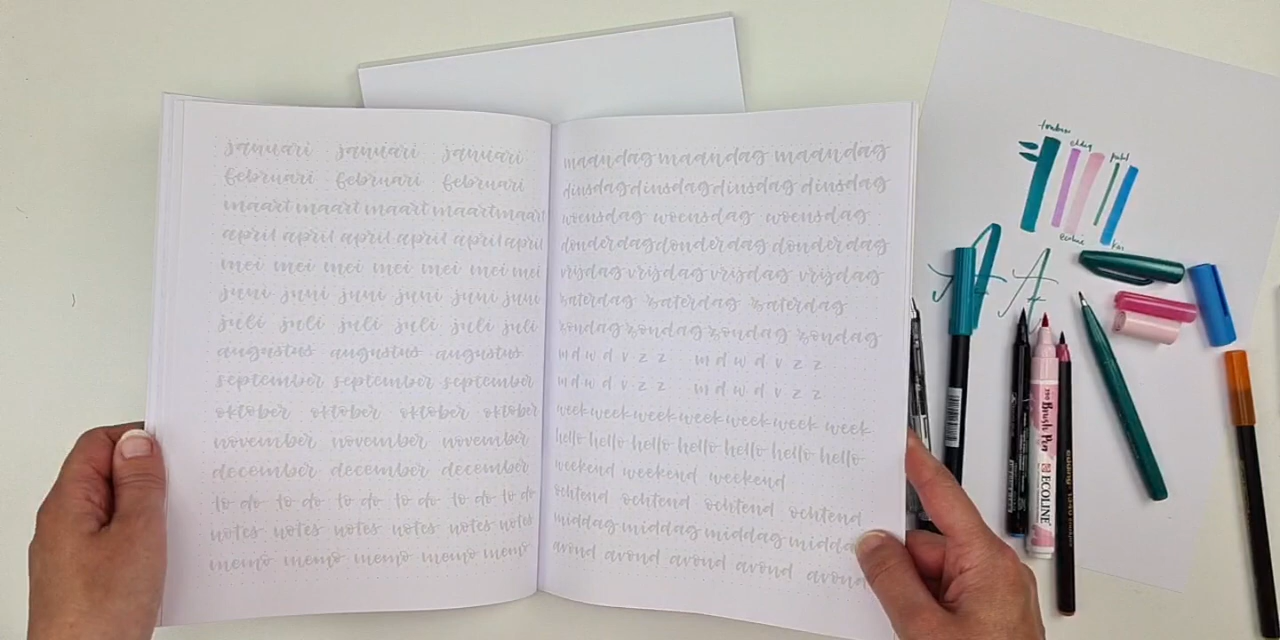 januari januari januari
februari februari februari
maart maart maart maart maart
april april april april april april
mei mei mei mei mei mei mei
juni juni juni juni juni juni
juli juli juli juli juli juli
augustus augustus augustus
september september september
oktober oktober oktober oktober
november november november
december december december
to do to do to do to do to do to do
notes notes notes notes notes notes
memo memo memo memo memo
maandag maandag maandag
dinsdag dinsdag dinsdag dinsdag
woensdag woensdag woensdag
donderdag donderdag donderdag
vrijdag vrijdag vrijdag vrijdag
zaterdag zaterdag zaterdag
zondag zondag zondag zondag
m d w d v z z m d w d v z z
m d w d v z z m d w d v z z
week week week week week week week
hello hello hello hello hello hello hello
weekend weekend weekend
ochtend ochtend ochtend ochtend
middag middag middag midda
avond avond avond avond avond
A A
Brush Pen
ECOLINE